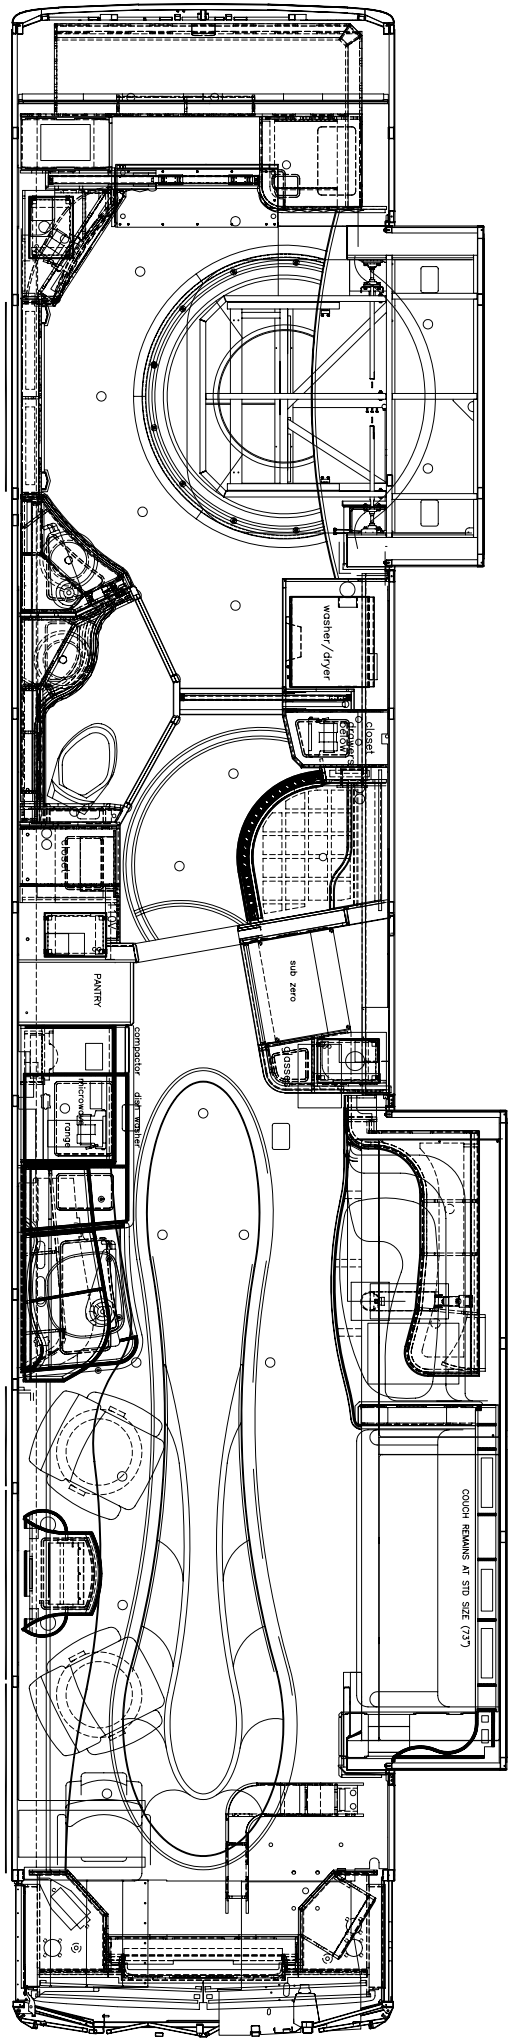 washer/dryer
closet
drawers
below
closet
PANTRY
sub zero
glasses
compactor
dish washer
microwave
range
COUCH REMAINS AT STD SIZE (73")